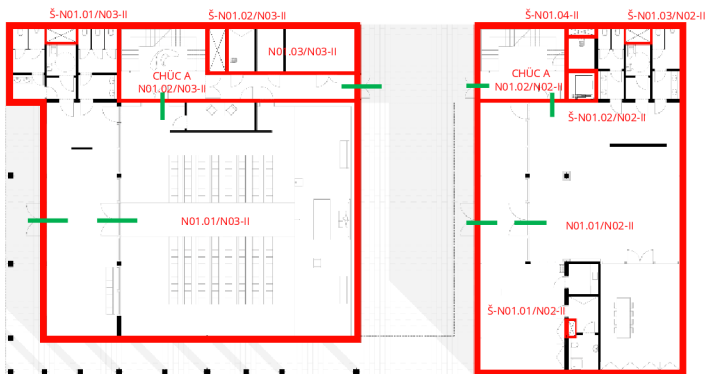 Š-N01.01/N03-II
Š-N01.02/N03-II
N01.03/N03-II
CHÚC A
N01.02/N03-II
N01.01/N03-II
Š-N01.04-II
Š-N01.03/N02-II
CHÚC A
N01.02/N02-II
Š-N01.02/N02-II
N01.01/N02-II
Š-N01.01/N02-II